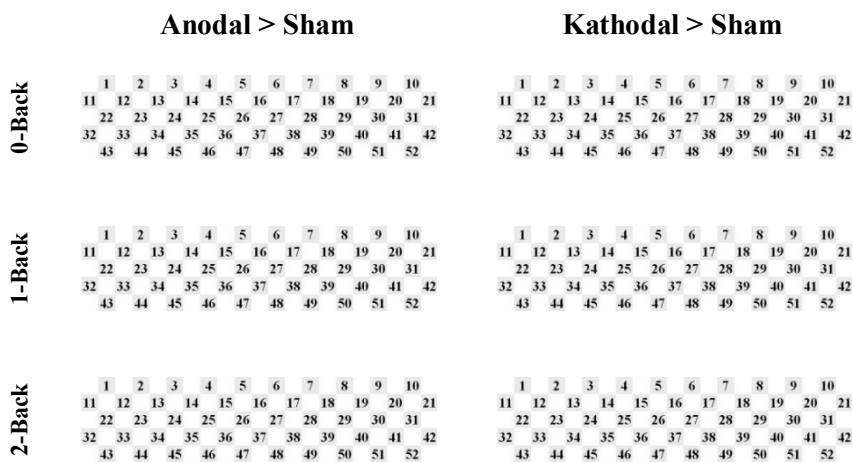 Anodal > Sham Kathodal > Sham
0-Back
1 2 3 4 5 6 7 8 9 10 1 2 3 4 5 6 7 8 9 10
11 12 13 14 15 16 17 18 19 20 21 11 12 13 14 15 16 17 18 19 20 21
22 23 24 25 26 27 28 29 30 31 22 23 24 25 26 27 28 29 30 31
32 33 34 35 36 37 38 39 40 41 42 32 33 34 35 36 37 38 39 40 41 42
43 44 45 46 47 48 49 50 51 52 43 44 45 46 47 48 49 50 51 52
1-Back
1 2 3 4 5 6 7 8 9 10 1 2 3 4 5 6 7 8 9 10
11 12 13 14 15 16 17 18 19 20 21 11 12 13 14 15 16 17 18 19 20 21
22 23 24 25 26 27 28 29 30 31 22 23 24 25 26 27 28 29 30 31
32 33 34 35 36 37 38 39 40 41 42 32 33 34 35 36 37 38 39 40 41 42
43 44 45 46 47 48 49 50 51 52 43 44 45 46 47 48 49 50 51 52
2-Back
1 2 3 4 5 6 7 8 9 10 1 2 3 4 5 6 7 8 9 10
11 12 13 14 15 16 17 18 19 20 21 11 12 13 14 15 16 17 18 19 20 21
22 23 24 25 26 27 28 29 30 31 22 23 24 25 26 27 28 29 30 31
32 33 34 35 36 37 38 39 40 41 42 32 33 34 35 36 37 38 39 40 41 42
43 44 45 46 47 48 49 50 51 52 43 44 45 46 47 48 49 50 51 52